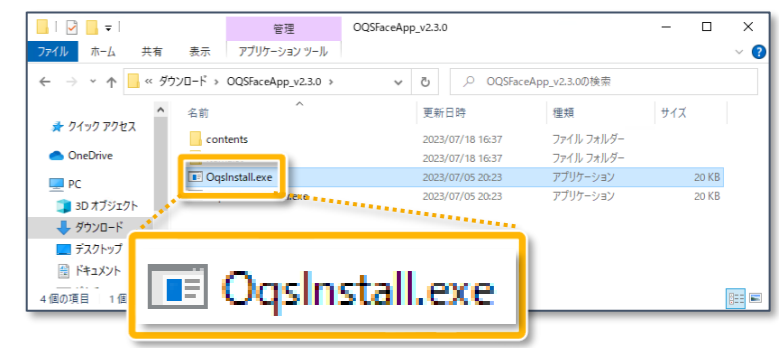 管理
OQSFaceApp_v2.3.0
ファイル ホーム 共有 表示 アプリケーション ツール
« ダウンロード › OQSFaceApp_v2.3.0 ›
OQSFaceApp_v2.3.0の検索
名前 更新日時 種類 サイズ
クイック アクセス
OneDrive
PC
3D オブジェクト
ダウンロード
デスクトップ
ドキュメント
contents 2023/07/18 16:37 ファイル フォルダー
2023/07/18 16:37 ファイル フォルダー
OqsInstall.exe 2023/07/05 20:23 アプリケーション 20 KB
.exe 2023/07/05 20:23 アプリケーション 20 KB
OqsInstall.exe
4 個の項目 1 個